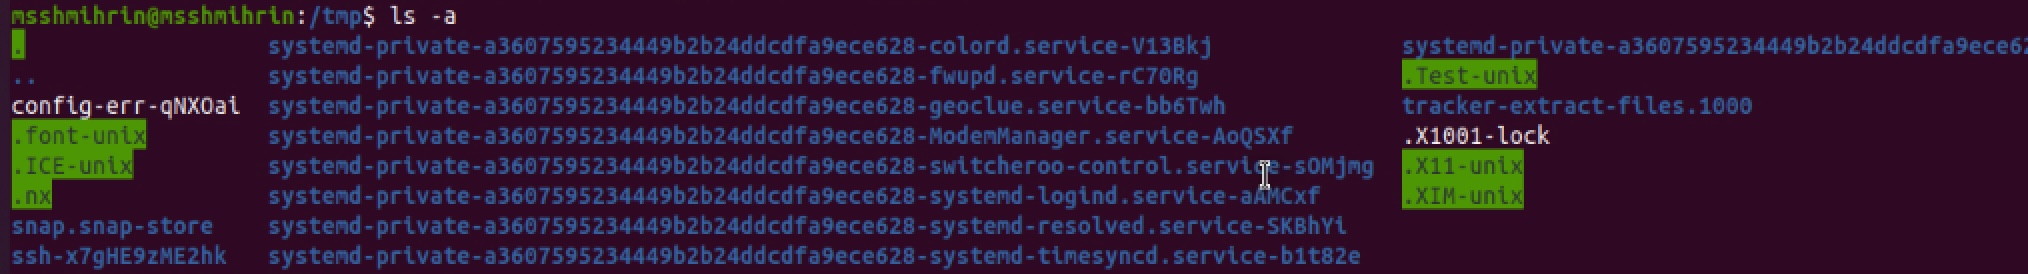 msshmihrin@msshmihrin:/tmp$ ls -a
. systemd-private-a3607595234449b2b24ddcdfa9ece628-colord.service-V13Bkj systemd-private-a3607595234449b2b24ddcdfa9ece62
.. systemd-private-a3607595234449b2b24ddcdfa9ece628-fwupd.service-rC70Rg .Test-unix
config-err-qNXOai systemd-private-a3607595234449b2b24ddcdfa9ece628-geoclue.service-bb6Twh tracker-extract-files.1000
.font-unix systemd-private-a3607595234449b2b24ddcdfa9ece628-ModemManager.service-AoQSXf .X1001-lock
.ICE-unix systemd-private-a3607595234449b2b24ddcdfa9ece628-switcheroo-control.service-sOMjmg .X11-unix
.nx systemd-private-a3607595234449b2b24ddcdfa9ece628-systemd-logind.service-aAMCxf .XIM-unix
snap.snap-store systemd-private-a3607595234449b2b24ddcdfa9ece628-systemd-resolved.service-SKBhYi
ssh-x7gHE9zME2hk systemd-private-a3607595234449b2b24ddcdfa9ece628-systemd-timesyncd.service-b1t82e